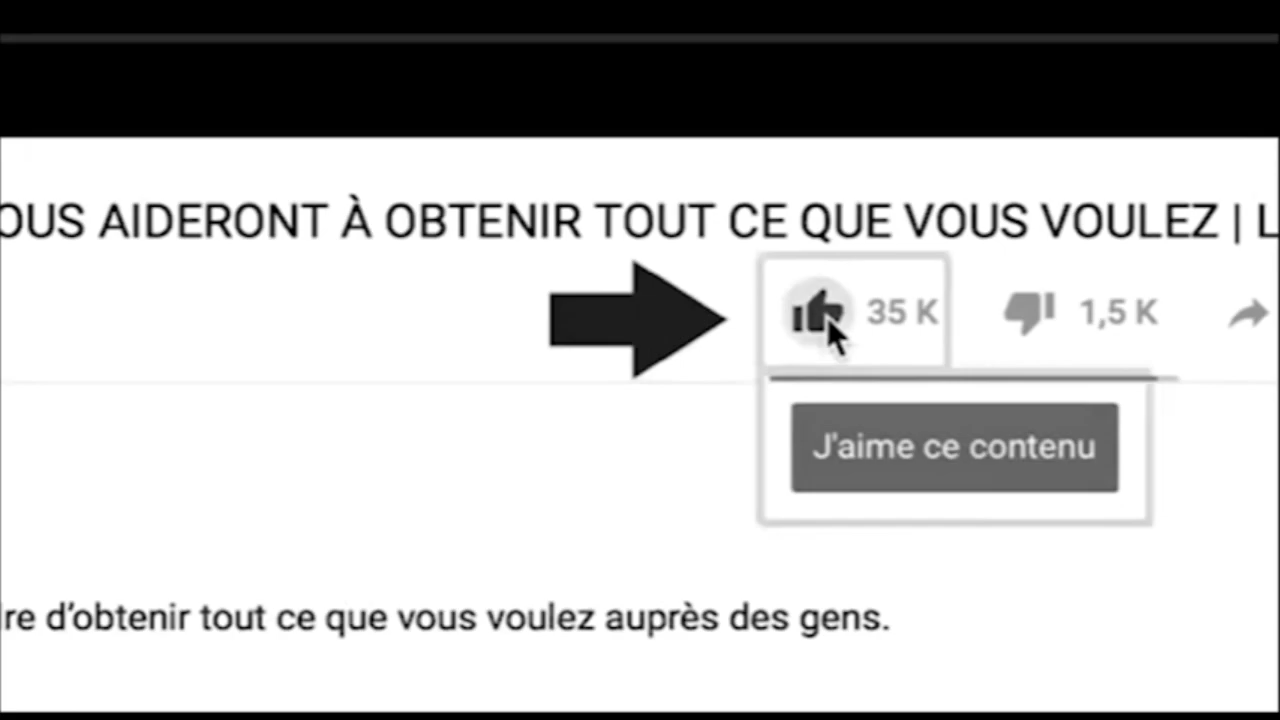 OUS AIDERONT À OBTENIR TOUT CE QUE VOUS VOULEZ | L
35 K 1,5 K
J'aime ce contenu
re d’obtenir tout ce que vous voulez auprès des gens.